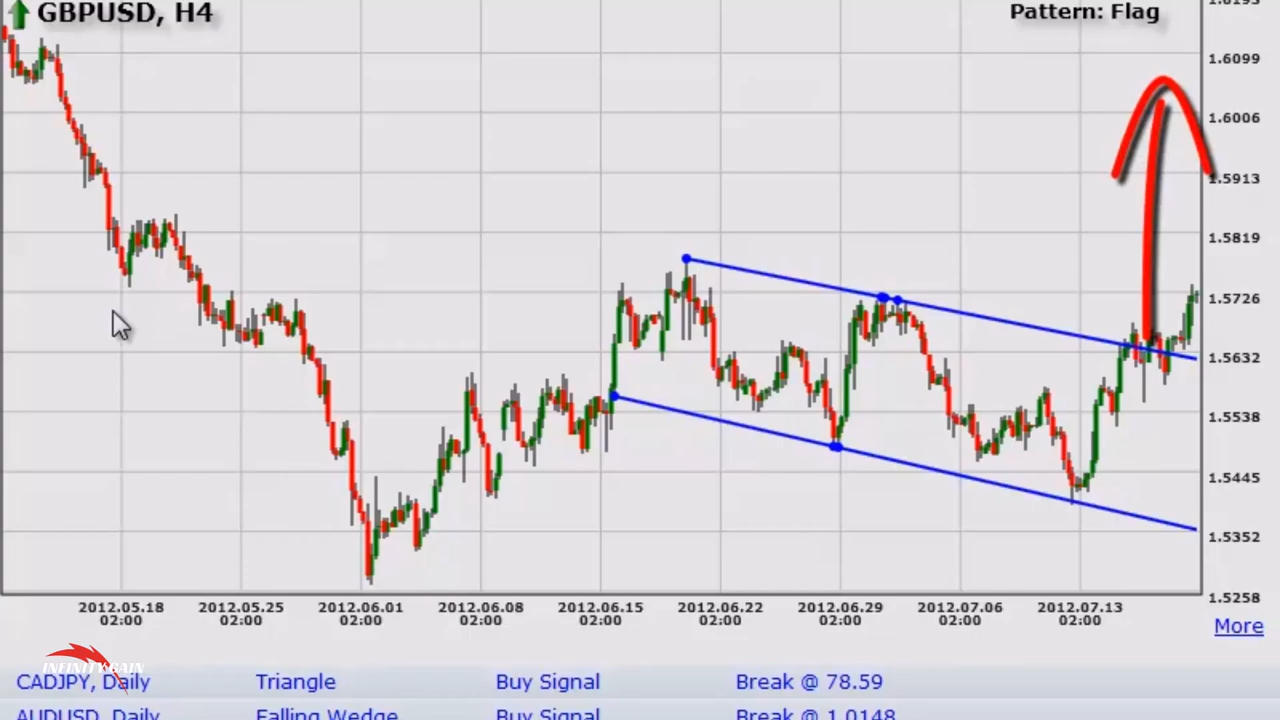 GBPUSD, H4
Pattern: Flag
1.6193
1.6099
1.6006
1.5913
1.5819
1.5726
1.5632
1.5538
1.5445
1.5352
1.5258
2012.05.18 2012.05.25 2012.06.01 2012.06.08 2012.06.15 2012.06.22 2012.06.29 2012.07.06 2012.07.13
02:00 02:00 02:00 02:00 02:00 02:00 02:00 02:00 02:00
More
INFINITYGAIN
CADJPY, Daily Triangle Buy Signal Break @ 78.59
AUDUSD, Daily Falling Wedge Buy Signal Break @ 1.0148